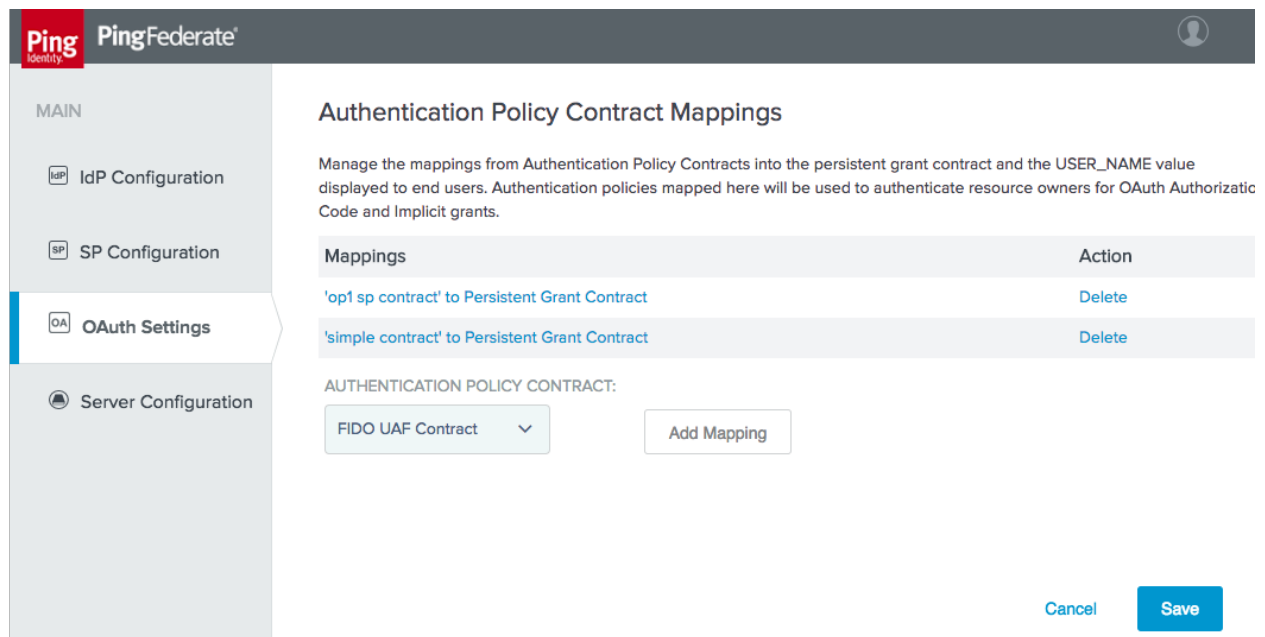 Ping
Identity.
PingFederate®
MAIN
IdP IdP Configuration
SP SP Configuration
OA OAuth Settings
Server Configuration
Authentication Policy Contract Mappings
Manage the mappings from Authentication Policy Contracts into the persistent grant contract and the USER_NAME value
displayed to end users. Authentication policies mapped here will be used to authenticate resource owners for OAuth Authorizatio
Code and Implicit grants.
Mappings Action
'op1 sp contract' to Persistent Grant Contract Delete
'simple contract' to Persistent Grant Contract Delete
AUTHENTICATION POLICY CONTRACT:
FIDO UAF Contract Add Mapping
Cancel Save